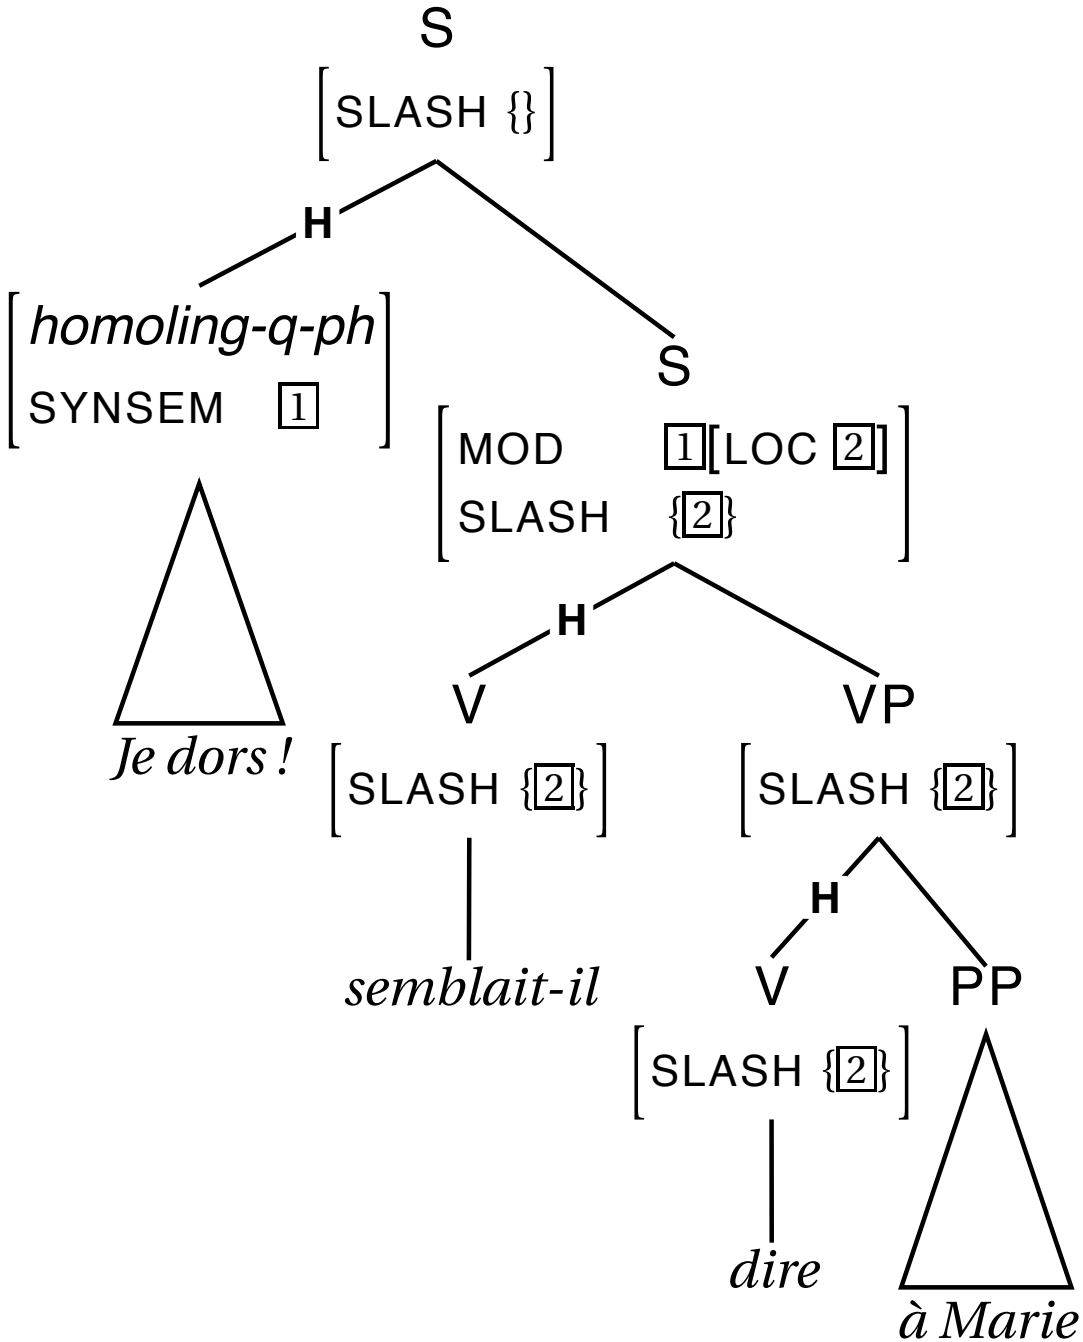 S
[SLASH {}]
H
homoling-q-ph
SYNSEM 1
S
MOD 1[LOC 2]
SLASH {2}
H
V
VP
Je dors !
[SLASH {2}]
[SLASH {2}]
H
semblait-il
V
PP
[SLASH {2}]
dire
à Marie